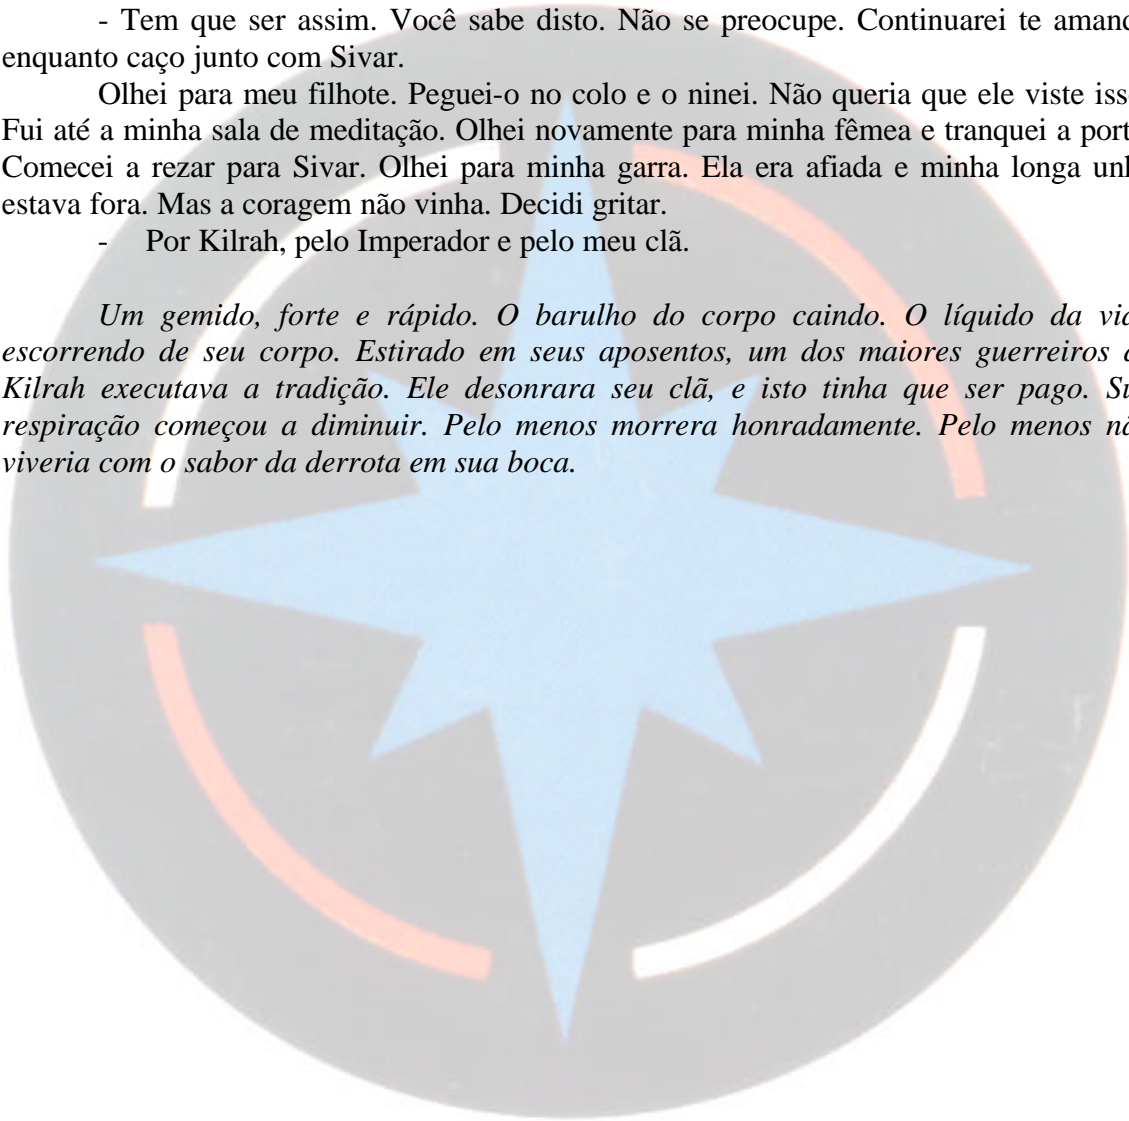 - Tem que ser assim. Você sabe disto. Não se preocupe. Continuarei te amand
enquanto caço junto com Sivar.
Olhei para meu filhote. Peguei-o no colo e o ninei. Não queria que ele viste iss
Fui até a minha sala de meditação. Olhei novamente para minha fêmea e tranquei a port
Comecei a rezar para Sivar. Olhei para minha garra. Ela era afiada e minha longa unh
estava fora. Mas a coragem não vinha. Decidi gritar.
- Por Kilrah, pelo Imperador e pelo meu clã.
Um gemido, forte e rápido. O barulho do corpo caindo. O líquido da vid
escorrendo de seu corpo. Estirado em seus aposentos, um dos maiores guerreiros d
Kilrah executava a tradição. Ele desonrara seu clã, e isto tinha que ser pago. Su
respiração começou a diminuir. Pelo menos morrera honradamente. Pelo menos nã
viveria com o sabor da derrota em sua boca.